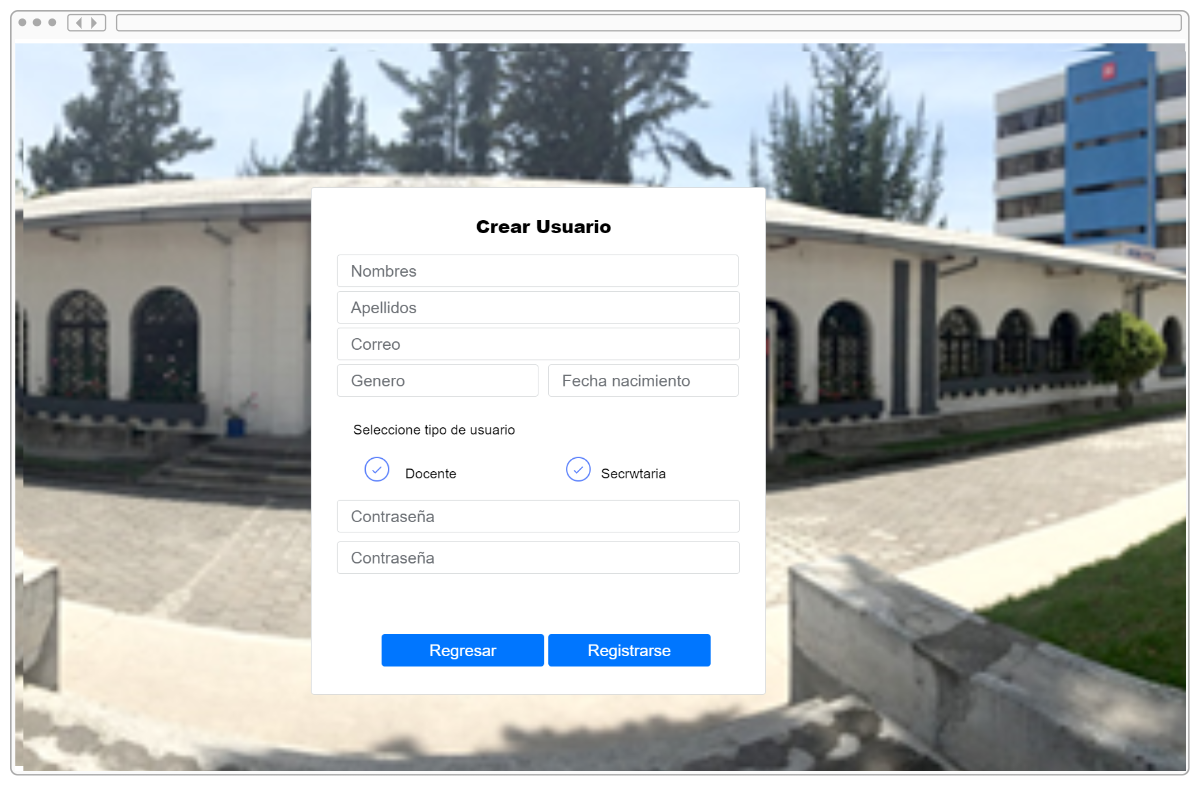 Crear Usuario
Nombres
Apellidos
Correo
Genero Fecha nacimiento
Seleccione tipo de usuario
Docente Secrwtaria
Contraseña
Contraseña
Regresar Registrarse